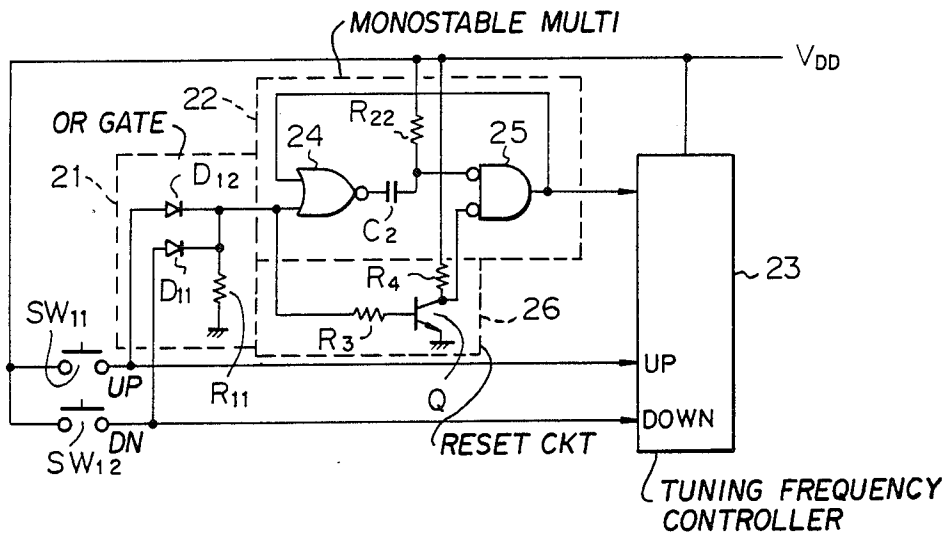 MONOSTABLE MULTI
VDD
22
OR GATE
R22
25
24
21
D12
C2
D11
R4
23
26
SW11
R3
UP
UP
R11
Q
DOWN
DN
RESET CKT
SW12
TUNING FREQUENCY
CONTROLLER